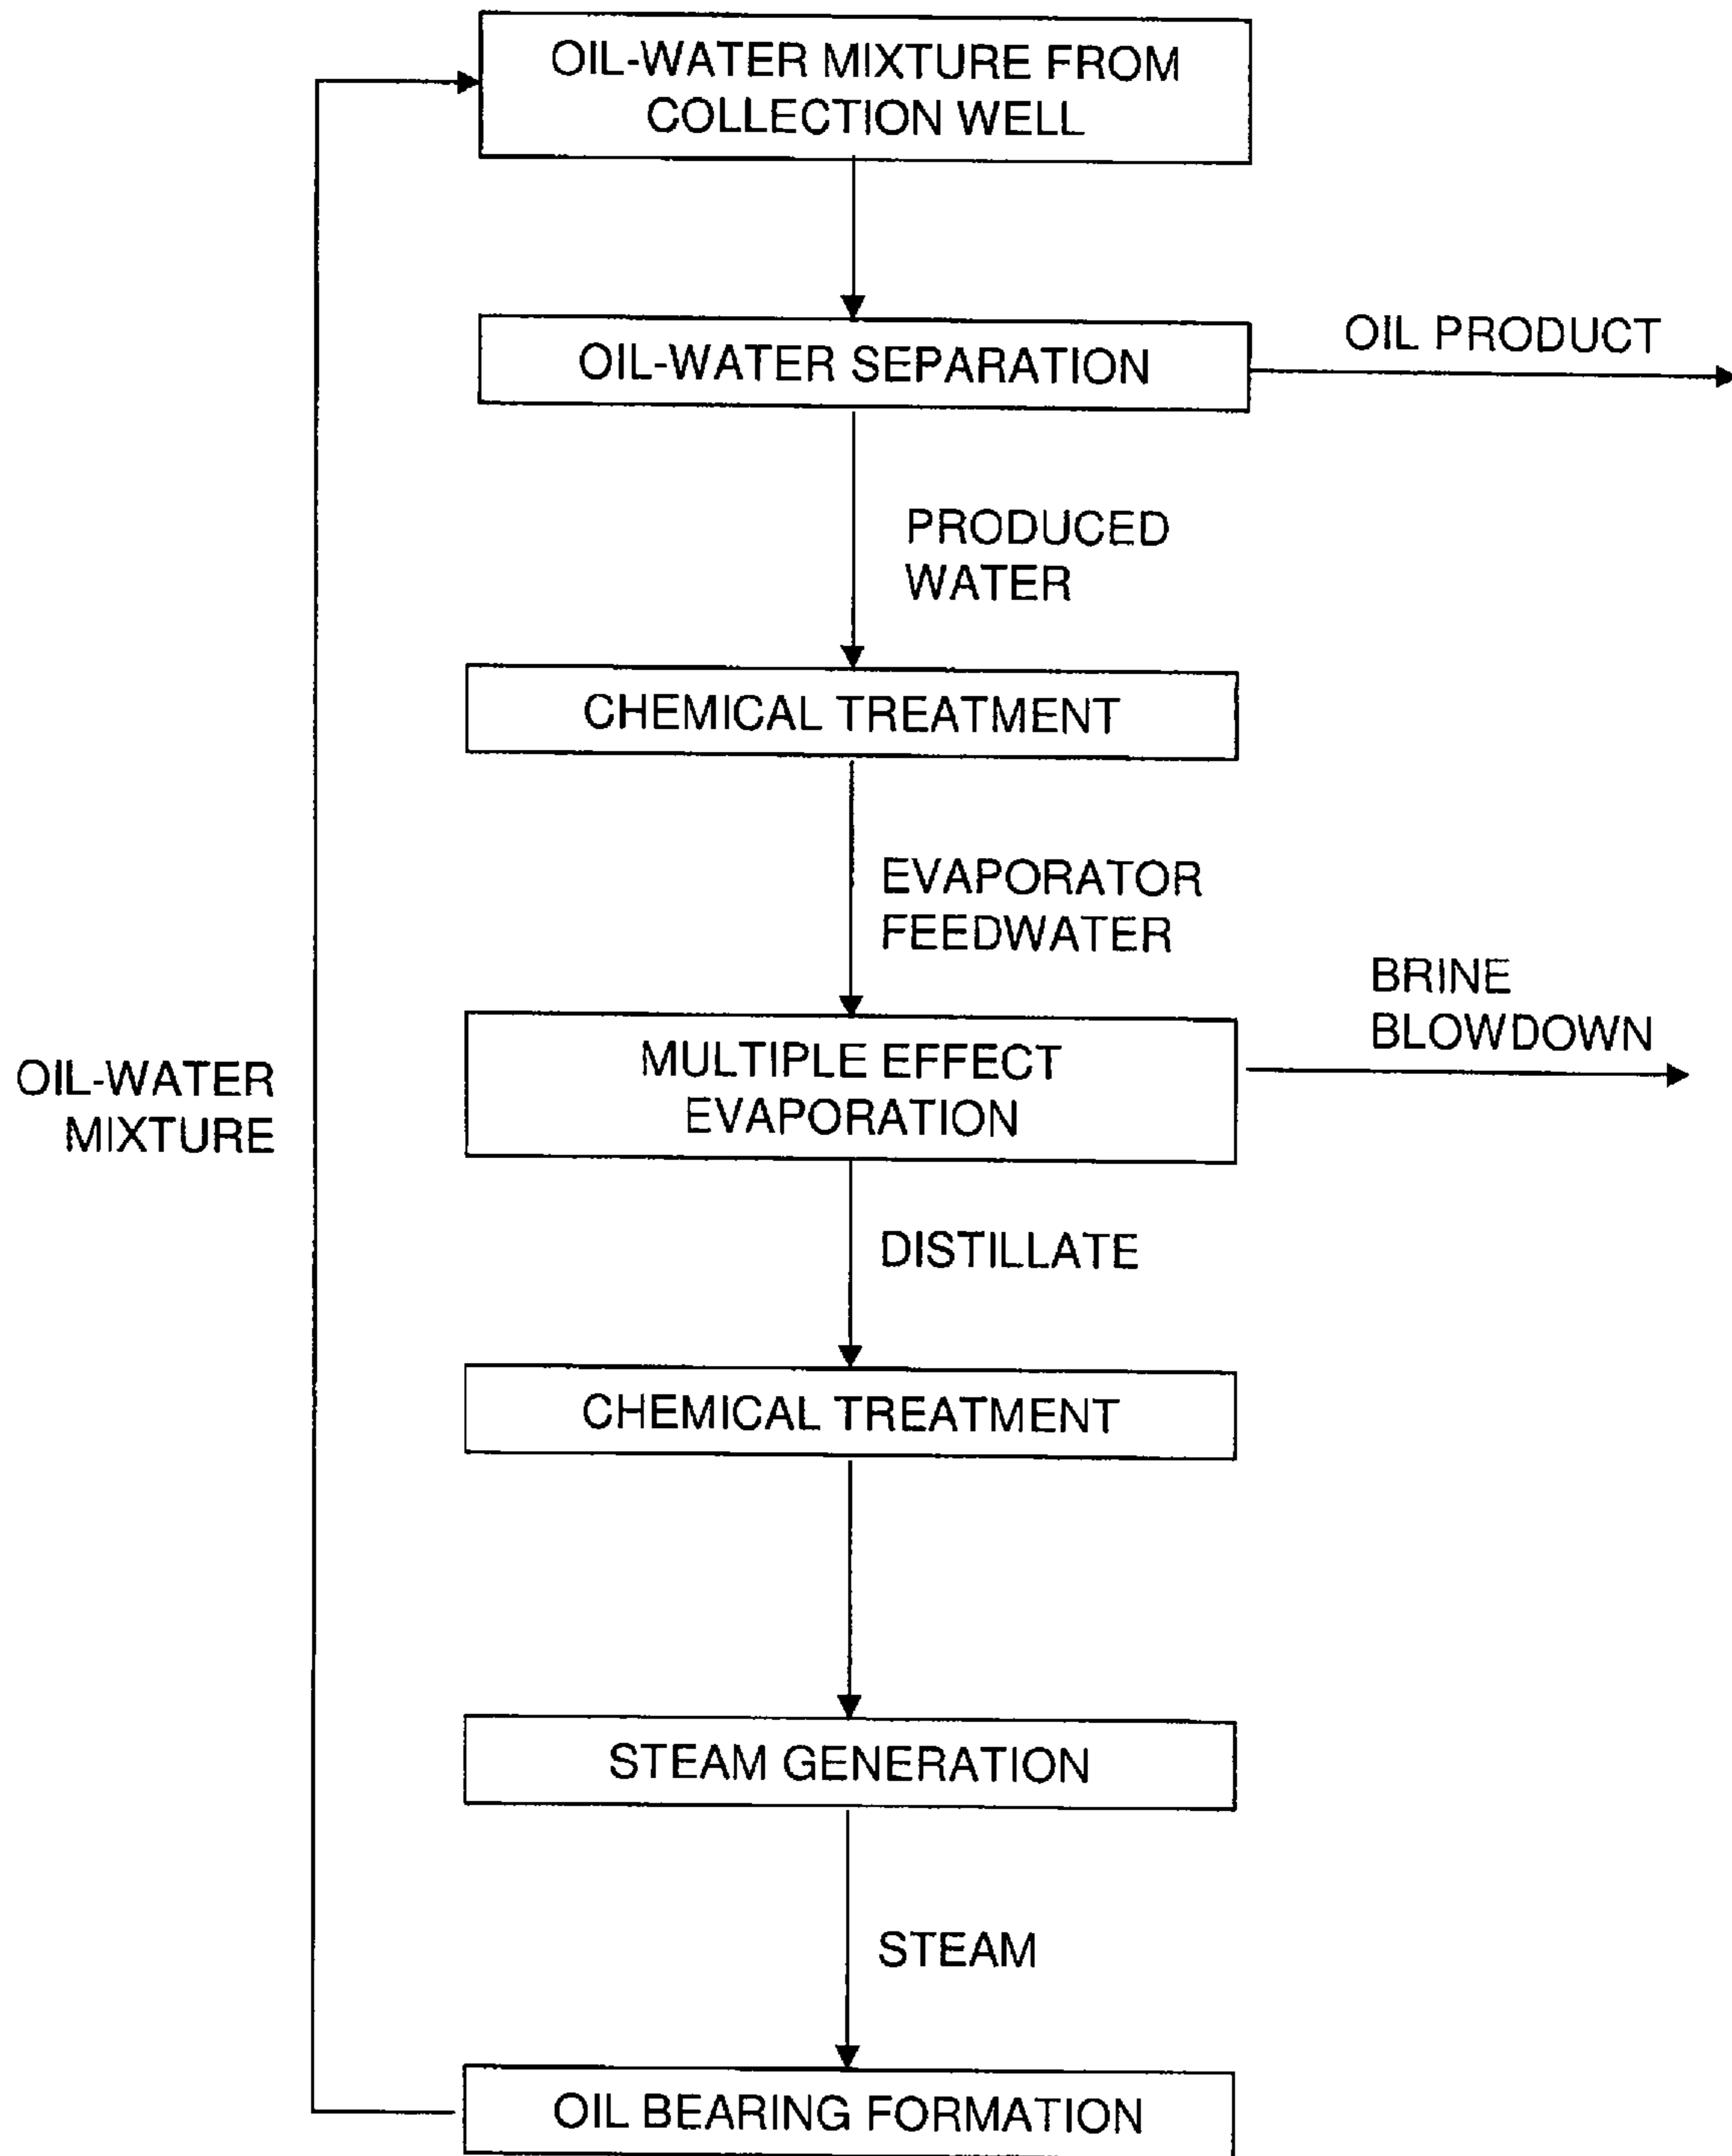 OIL-WATER MIXTURE FROM
COLLECTION WELL
OIL-WATER SEPARATION
OIL PRODUCT
PRODUCED
WATER
CHEMICAL TREATMENT
EVAPORATOR
FEEDWATER
BRINE
BLOWDOWN
MULTIPLE EFFECT
EVAPORATION
OIL-WATER
MIXTURE
DISTILLATE
CHEMICAL TREATMENT
STEAM GENERATION
STEAM
OIL BEARING FORMATION